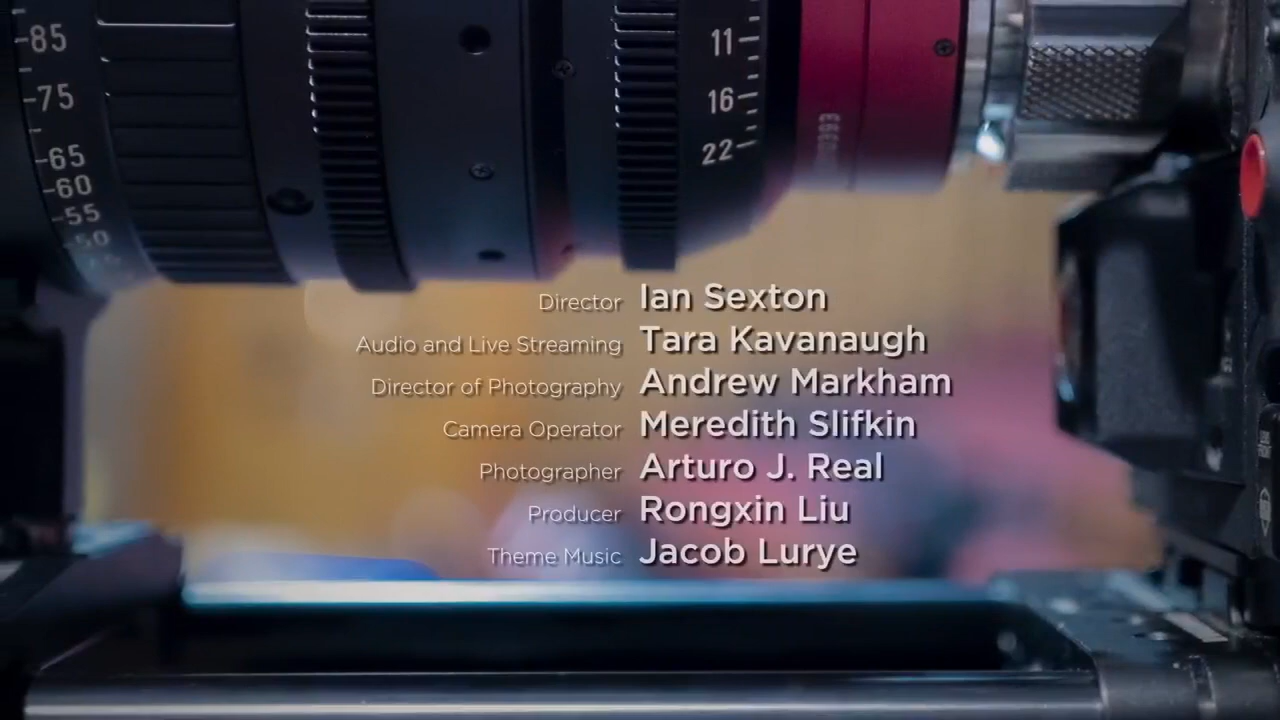 -85
-75
-65
-60
-55
-50
11
16
22
Director Ian Sexton
Audio and Live Streaming Tara Kavanaugh
Director of Photography Andrew Markham
Camera Operator Meredith Slifkin
Photographer Arturo J. Real
Producer Rongxin Liu
Theme Music Jacob Lurye